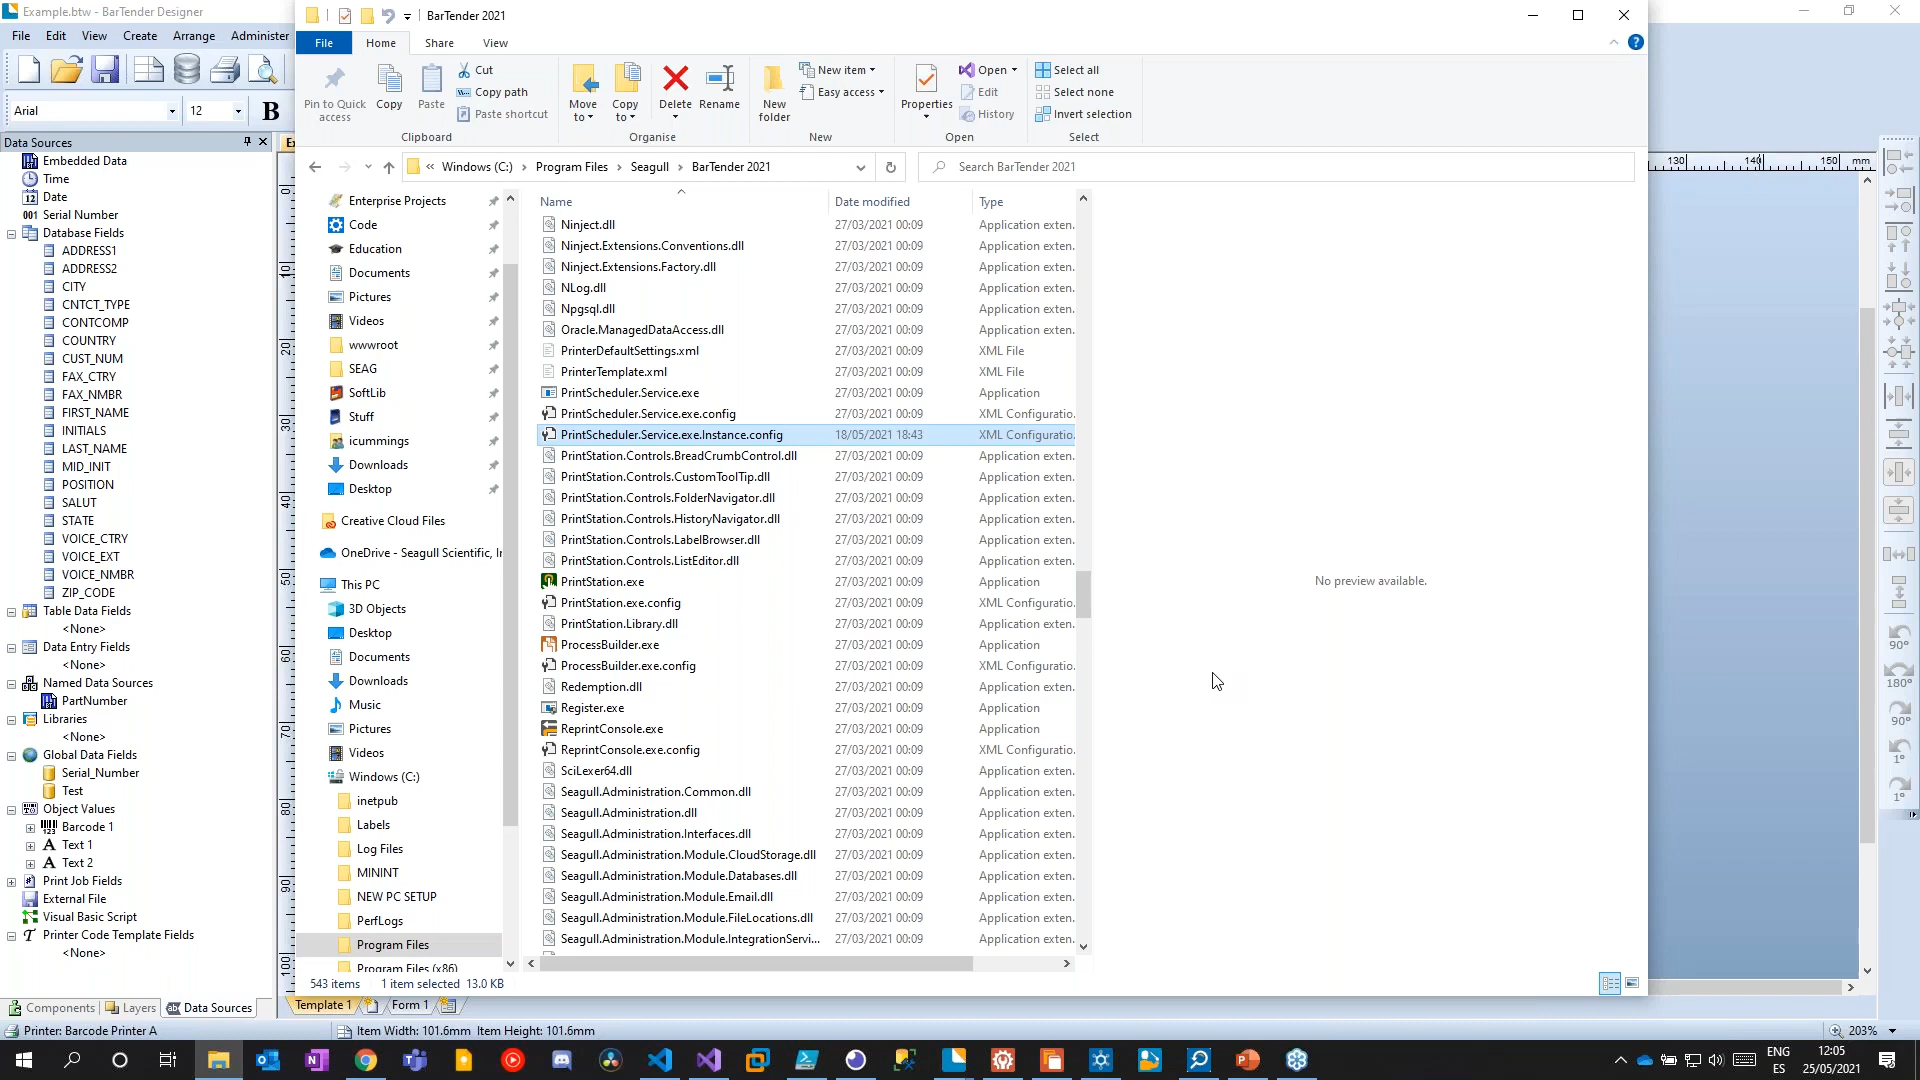 Example.btw - BarTender Designer
File Edit View Create Arrange Administer
Arial 12 B
Data Sources
Embedded Data
Time
Date
Serial Number
Database Fields
ADDRESS1
ADDRESS2
CITY
CNTCT_TYPE
CONTCOMP
COUNTRY
CUST_NUM
FAX_CTRY
FAX_NMBR
FIRST_NAME
INITIALS
LAST_NAME
MID_INIT
POSITION
SALUT
STATE
VOICE_CTRY
VOICE_EXT
VOICE_NMBR
ZIP_CODE
Table Data Fields
<None>
Data Entry Fields
<None>
Named Data Sources
PartNumber
Libraries
<None>
Global Data Fields
Serial_Number
Test
Object Values
Barcode 1
Text 1
Text 2
Print Job Fields
External File
Visual Basic Script
Printer Code Template Fields
<None>
Components Layers Data Sources
BarTender 2021
File Home Share View
Pin to Quick access
Copy
Paste
Cut
Copy path
Paste shortcut
Clipboard
Move to
Copy to
Delete
Rename
Organise
New folder
New item
Easy access
New
Properties
Open
Edit
History
Open
Select all
Select none
Invert selection
Select
« Windows (C:) › Program Files › Seagull › BarTender 2021
Search BarTender 2021
Enterprise Projects
Code
Education
Documents
Pictures
Videos
wwwroot
SEAG
SoftLib
Stuff
icummings
Downloads
Desktop
Creative Cloud Files
OneDrive - Seagull Scientific, Ir
This PC
3D Objects
Desktop
Documents
Downloads
Music
Pictures
Videos
Windows (C:)
inetpub
Labels
Log Files
MININT
NEW PC SETUP
PerfLogs
Program Files
Program Files (x86)
Name Date modified Type
Ninject.dll 27/03/2021 00:09 Application exten.
Ninject.Extensions.Conventions.dll 27/03/2021 00:09 Application exten.
Ninject.Extensions.Factory.dll 27/03/2021 00:09 Application exten.
NLog.dll 27/03/2021 00:09 Application exten.
Npgsql.dll 27/03/2021 00:09 Application exten.
Oracle.ManagedDataAccess.dll 27/03/2021 00:09 Application exten.
PrinterDefaultSettings.xml 27/03/2021 00:09 XML File
PrinterTemplate.xml 27/03/2021 00:09 XML File
PrintScheduler.Service.exe 27/03/2021 00:09 Application
PrintScheduler.Service.exe.config 27/03/2021 00:09 XML Configuratio.
PrintScheduler.Service.exe.Instance.config 18/05/2021 18:43 XML Configuratio.
PrintStation.Controls.BreadCrumbControl.dll 27/03/2021 00:09 Application exten.
PrintStation.Controls.CustomToolTip.dll 27/03/2021 00:09 Application exten.
PrintStation.Controls.FolderNavigator.dll 27/03/2021 00:09 Application exten.
PrintStation.Controls.HistoryNavigator.dll 27/03/2021 00:09 Application exten.
PrintStation.Controls.LabelBrowser.dll 27/03/2021 00:09 Application exten.
PrintStation.Controls.ListEditor.dll 27/03/2021 00:09 Application exten.
PrintStation.exe 27/03/2021 00:09 Application
PrintStation.exe.config 27/03/2021 00:09 XML Configuratio.
PrintStation.Library.dll 27/03/2021 00:09 Application exten.
ProcessBuilder.exe 27/03/2021 00:09 Application
ProcessBuilder.exe.config 27/03/2021 00:09 XML Configuratio.
Redemption.dll 27/03/2021 00:09 Application exten.
Register.exe 27/03/2021 00:09 Application
ReprintConsole.exe 27/03/2021 00:09 Application
ReprintConsole.exe.config 27/03/2021 00:09 XML Configuratio.
SciLexer64.dll 27/03/2021 00:09 Application exten.
Seagull.Administration.Common.dll 27/03/2021 00:09 Application exten.
Seagull.Administration.dll 27/03/2021 00:09 Application exten.
Seagull.Administration.Interfaces.dll 27/03/2021 00:09 Application exten.
Seagull.Administration.Module.CloudStorage.dll 27/03/2021 00:09 Application exten.
Seagull.Administration.Module.Databases.dll 27/03/2021 00:09 Application exten.
Seagull.Administration.Module.Email.dll 27/03/2021 00:09 Application exten.
Seagull.Administration.Module.FileLocations.dll 27/03/2021 00:09 Application exten.
Seagull.Administration.Module.IntegrationServi... 27/03/2021 00:09 Application exten.
No preview available.
543 items 1 item selected 13.0 KB
130 140 150 mm
0
10
20
30
40
50
60
70
80
90
100
90°
180°
90°
1°
1°
Template 1 Form 1
Printer: Barcode Printer A Item Width: 101.6mm Item Height: 101.6mm 203%
ENG
ES
12:05
25/05/2021